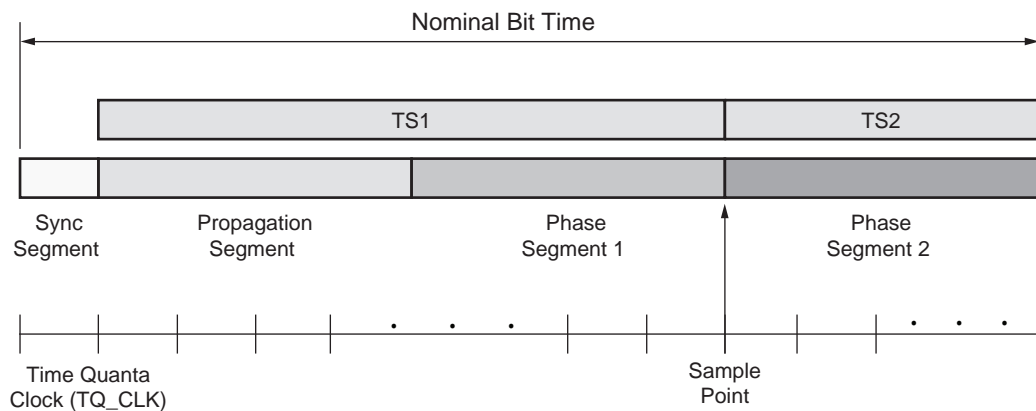 Nominal Bit Time
TS1
TS2
Sync
Segment
Propagation
Segment
Phase
Segment 1
Phase
Segment 2
Time Quanta
Clock (TQ_CLK)
Sample
Point